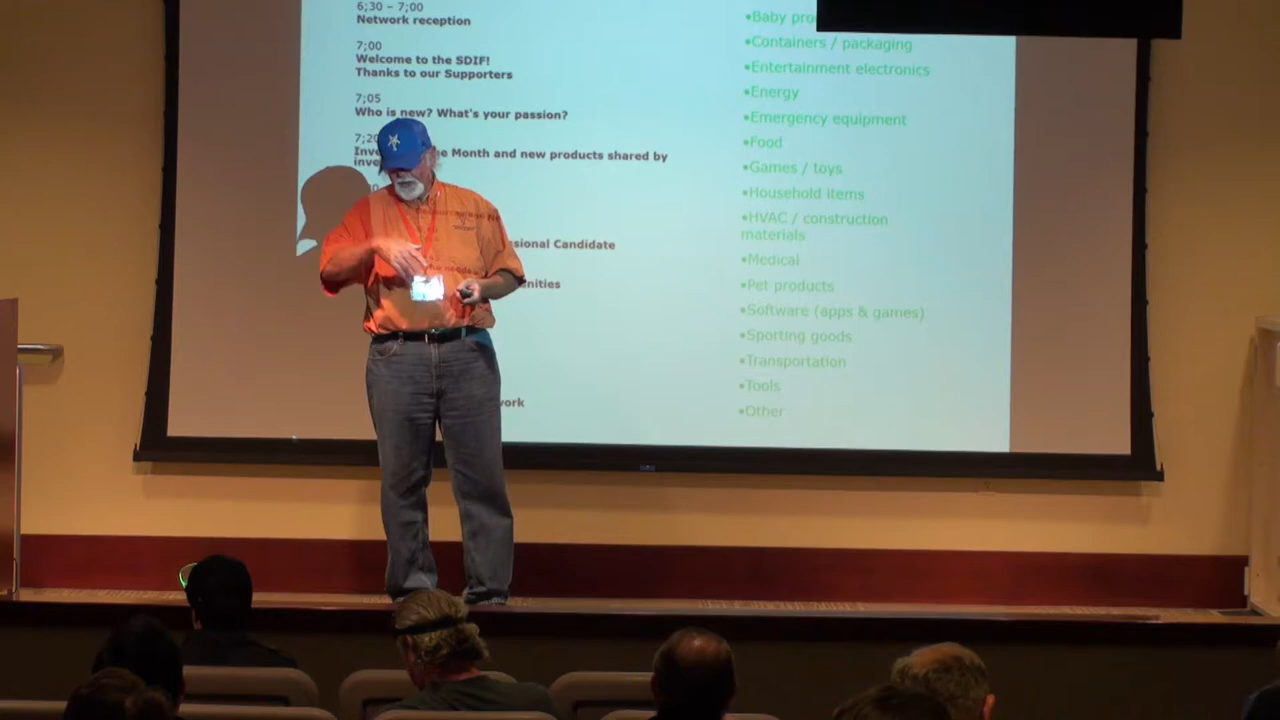 6;30 – 7;00
Network reception
7;00
Welcome to the SDIF!
Thanks to our Supporters
7;05
Who is new? What's your passion?
7;20
Month and new products shared by
Candidate
•Baby
•Containers / packaging
•Entertainment electronics
•Energy
•Emergency equipment
•Food
•Games / toys
•Household items
•HVAC / construction
materials
•Medical
•Pet products
•Software (apps & games)
•Sporting goods
•Transportation
•Tools
•Other